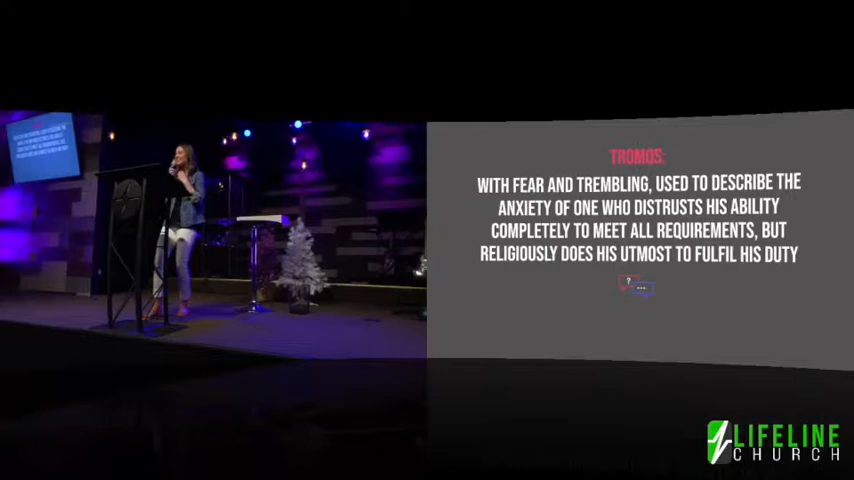 TROMOS:
WITH FEAR AND TREMBLING, USED TO DESCRIBE THE
ANXIETY OF ONE WHO DISTRUSTS HIS ABILITY
COMPLETELY TO MEET ALL REQUIREMENTS, BUT
RELIGIOUSLY DOES HIS UTMOST TO FULFIL HIS DUTY
?
LIFELINE
CHURCH